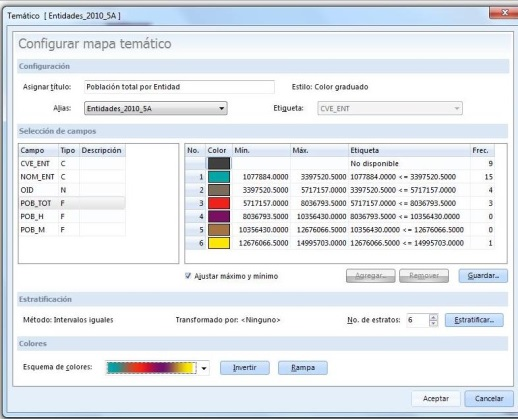 Temático [ Entidades_2010_5A ]
Configurar mapa temático
Configuración
Asignar título: Población total por Entidad Estilo: Color graduado
Alias: Entidades_2010_5A Etiqueta: CVE_ENT
Selección de campos
Campo Tipo Descripción No. Color Mín. Máx. Etiqueta Frec.
CVE_ENT C No disponible 9
NOM_ENT C 1 1077884.0000 3397520.5000 1077884.0000 <= 3397520.5000 15
OID N 2 3397520.5000 5717157.0000 3397520.5000 <= 5717157.0000 4
POB_TOT F 3 5717157.0000 8036793.5000 5717157.0000 <= 8036793.5000 3
POB_H F 4 8036793.5000 10356430.0000 8036793.5000 <= 10356430.0000 0
POB_M F 5 10356430.0000 12676066.5000 10356430.0000 <= 12676066.5000 0
6 12676066.5000 14995703.0000 12676066.5000 <= 14995703.0000 1
Ajustar máximo y mínimo Agregar... Remover Guardar...
Estratificación
Método: Intervalos iguales Transformado por: <Ninguno> No. de estratos: 6 Estratificar...
Colores
Esquema de colores: Invertir Rampa
Aceptar Cancelar